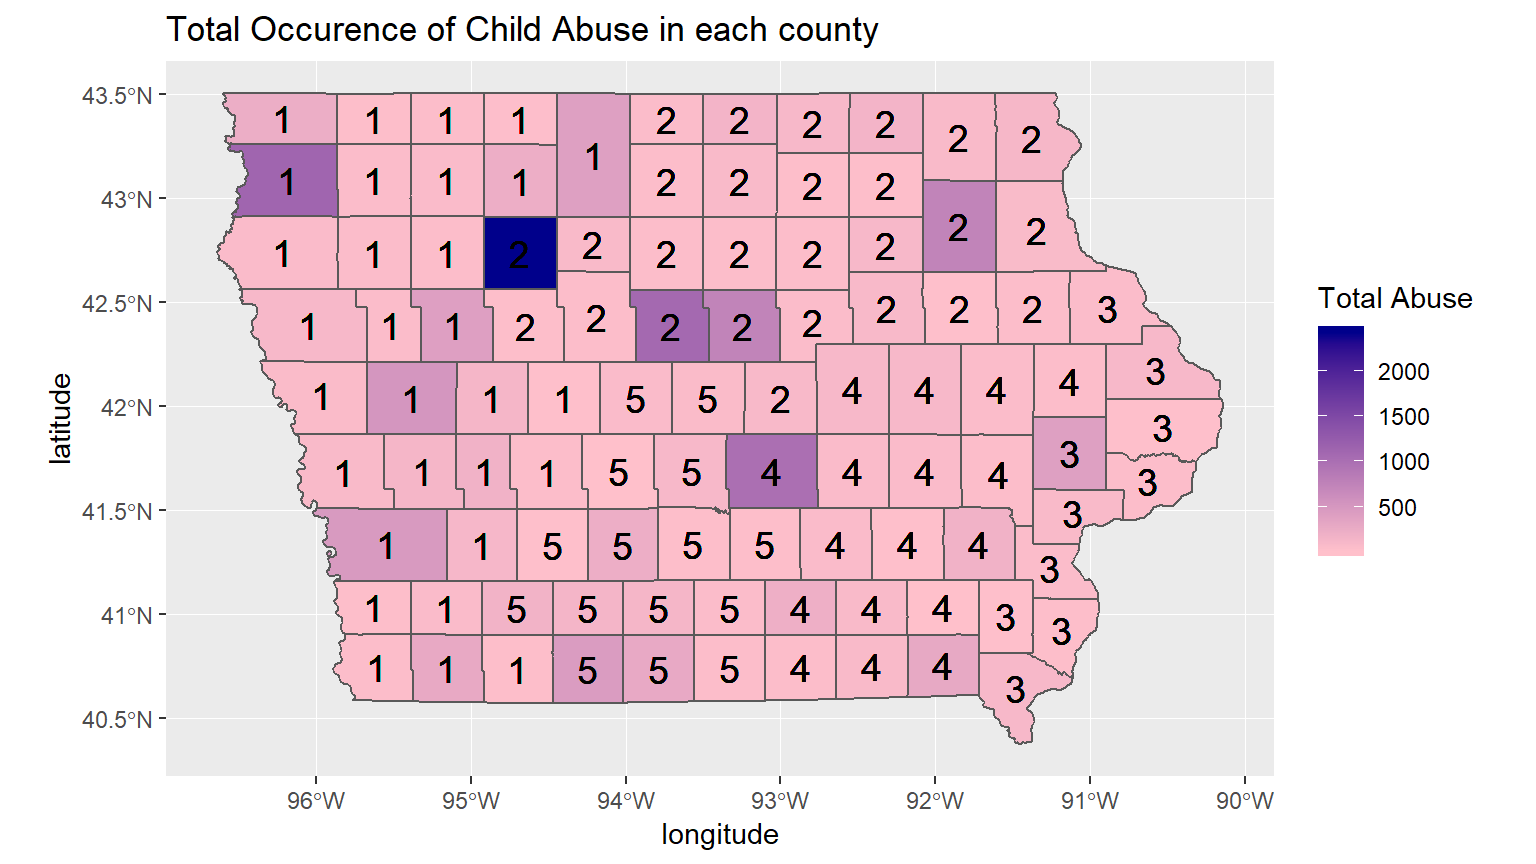 Total Occurence of Child Abuse in each county
43.5°N
1 1 1 1 1 2 2 2 2 2 2
1 1 1 1 2 2 2 2
43°N
1 1 1 2 2 2 2 2 2 2 2
42.5°N
1 1 1 2 2 2 2 2 2 2 2 3
1 1 1 1 5 5 2 4 4 4 4 3
42°N
1 1 1 1 5 5 4 4 4 4 3 3 3
41.5°N
3
1 1 5 5 5 5 4 4 4 3
41°N
1 1 5 5 5 5 4 4 4 3 3
1 1 1 5 5 5 4 4 4 3
40.5°N
latitude
96°W 95°W 94°W 93°W 92°W 91°W 90°W
longitude
Total Abuse
2000
1500
1000
500